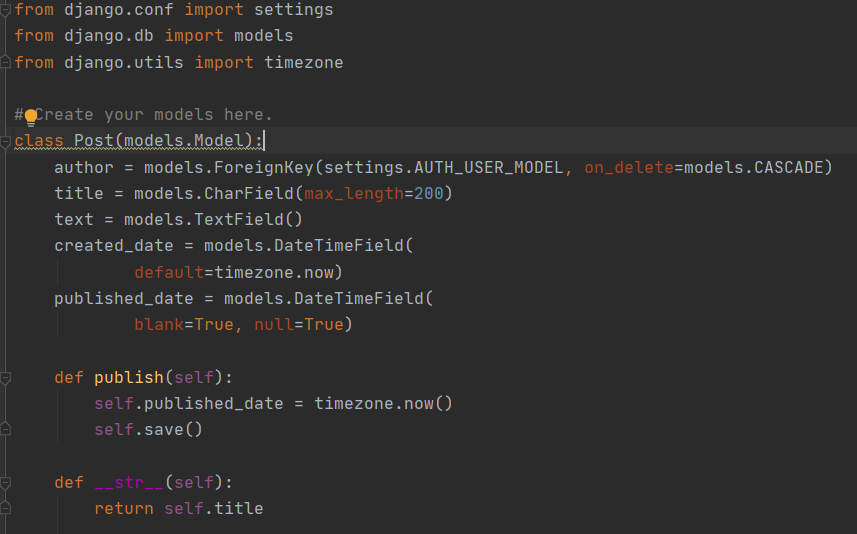 from django.conf import settings
from django.db import models
from django.utils import timezone
# Create your models here.
class Post(models.Model):
author = models.ForeignKey(settings.AUTH_USER_MODEL, on_delete=models.CASCADE)
title = models.CharField(max_length=200)
text = models.TextField()
created_date = models.DateTimeField(
default=timezone.now)
published_date = models.DateTimeField(
blank=True, null=True)
def publish(self):
self.published_date = timezone.now()
self.save()
def __str__(self):
return self.title